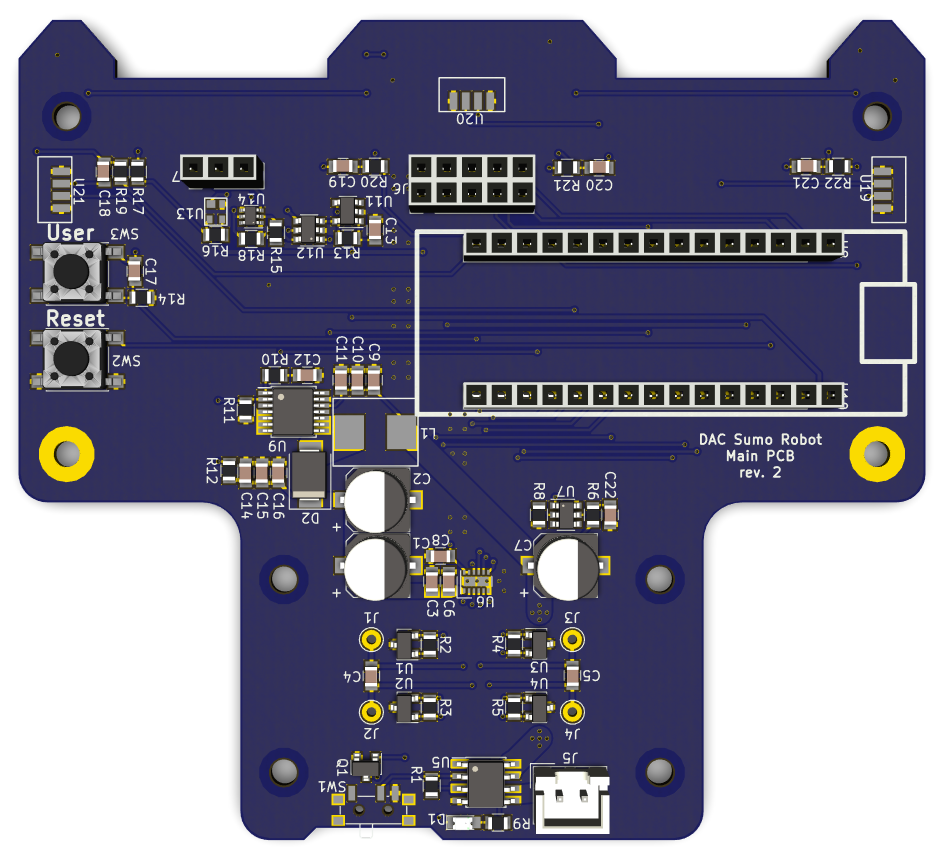 U20
C19
R20
J6
R21
C20
C21
R22
U19
U21
C18
R19
R17
U13
U14
U11
R16
R18
R15
U12
R13
C13
User
SW3
C17
R14
Reset
SW2
R10
C12
C11
C10
C9
R11
U9
L1
DAC Sumo Robot
Main PCB
rev. 2
R12
C14
C15
C16
D2
C2
+
R8
U7
R6
C22
C8
C1
C7
+
+
C3
C6
U6
J1
J3
R2
R4
U1
U3
C4
U2
U4
C5
R3
R5
J2
J4
Q1
U5
J5
SW1
R1
D1
R9